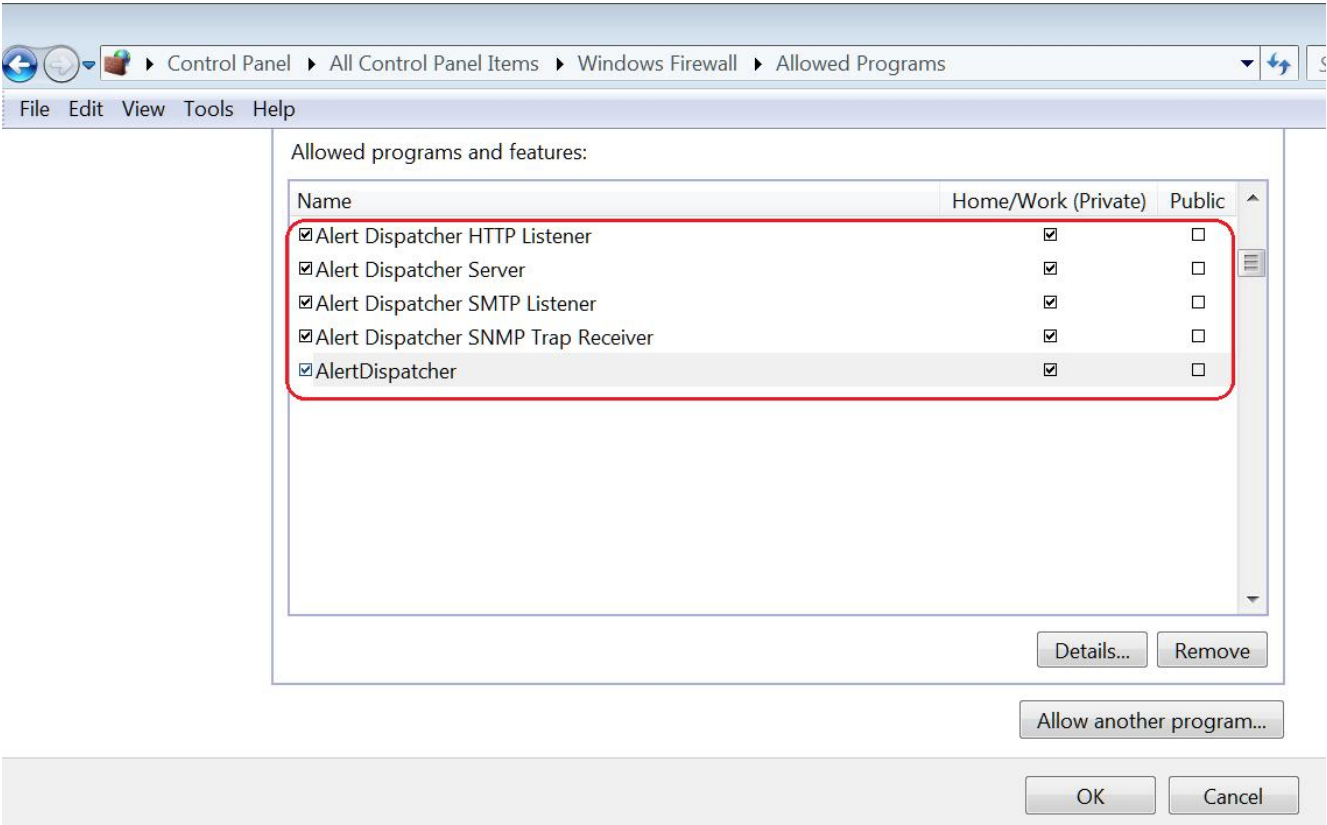 Control Panel All Control Panel Items Windows Firewall Allowed Programs
File Edit View Tools Help
Allowed programs and features:
Name Home/Work (Private) Public
Alert Dispatcher HTTP Listener
Alert Dispatcher Server
Alert Dispatcher SMTP Listener
Alert Dispatcher SNMP Trap Receiver
AlertDispatcher
Details... Remove
Allow another program...
OK Cancel